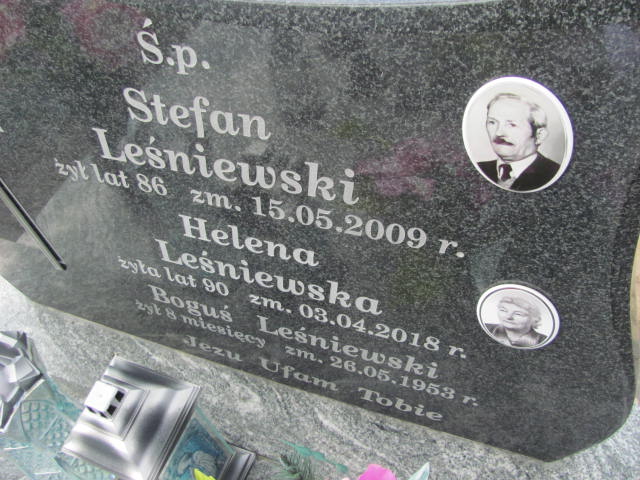 Ś.p.
Stefan
Leśniewski
żył lat 86 zm. 15.05.2009 r.
Helena
Leśniewska
żyła lat 90 zm. 03.04.2018 r.
Boguś Leśniewski
żył 8 miesięcy zm. 26.05.1953 r.
Jezu Ufam Tobie